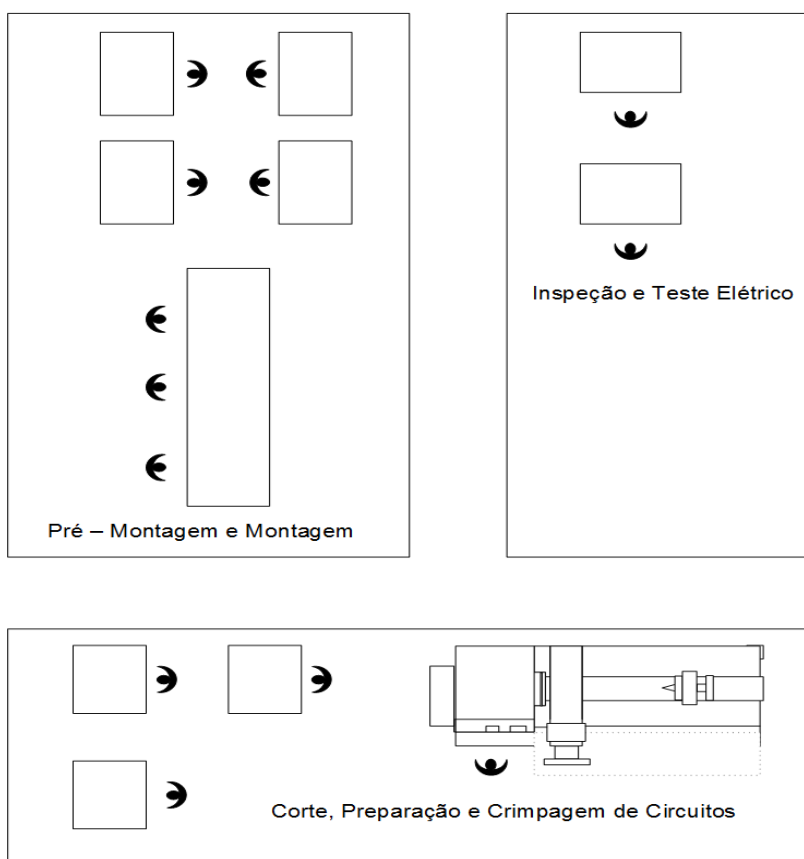 Inspeção e Teste Elétrico
Pré – Montagem e Montagem
Corte, Preparação e Crimpagem de Circuitos